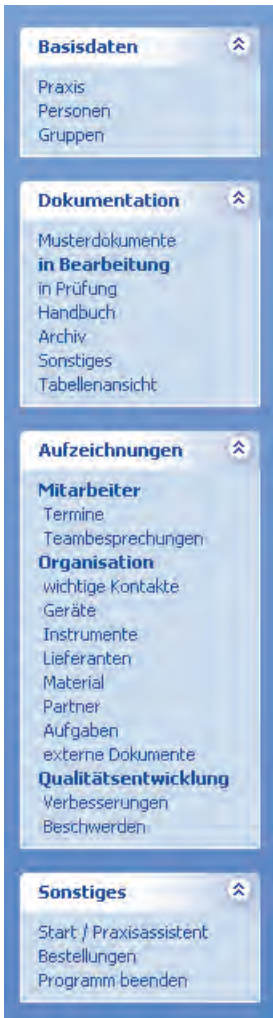 Basisdaten
Praxis
Personen
Gruppen
Dokumentation
Musterdokumente
in Bearbeitung
in Prüfung
Handbuch
Archiv
Sonstiges
Tabellenansicht
Aufzeichnungen
Mitarbeiter
Termine
Teambesprechungen
Organisation
wichtige Kontakte
Geräte
Instrumente
Lieferanten
Material
Partner
Aufgaben
externe Dokumente
Qualitätsentwicklung
Verbesserungen
Beschwerden
Sonstiges
Start / Praxisassistent
Bestellungen
Programm beenden